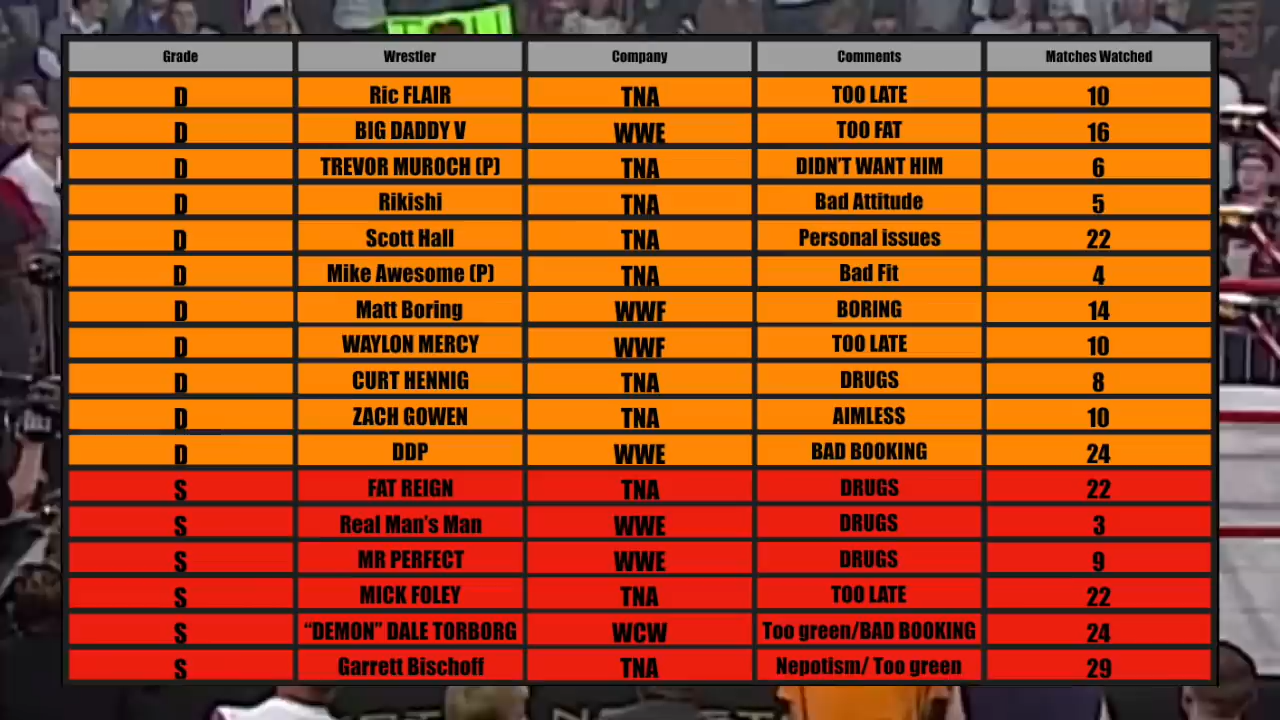 Grade Wrestler Company Comments Matches Watched
D Ric FLAIR TNA TOO LATE 10
D BIG DADDY V WWE TOO FAT 16
D TREVOR MUROCH (P) TNA DIDN'T WANT HIM 6
D Rikishi TNA Bad Attitude 5
D Scott Hall TNA Personal issues 22
D Mike Awesome (P) TNA Bad Fit 4
D Matt Boring WWF BORING 14
D WAYLON MERCY WWF TOO LATE 10
D CURT HENNIG TNA DRUGS 8
D ZACH GOWEN TNA AIMLESS 10
D DDP WWE BAD BOOKING 24
S FAT REIGN TNA DRUGS 22
S Real Man's Man WWE DRUGS 3
S MR PERFECT WWE DRUGS 9
S MICK FOLEY TNA TOO LATE 22
S "DEMON" DALE TORBORG WCW Too green/BAD BOOKING 24
S Garrett Bischoff TNA Nepotism/ Too green 29